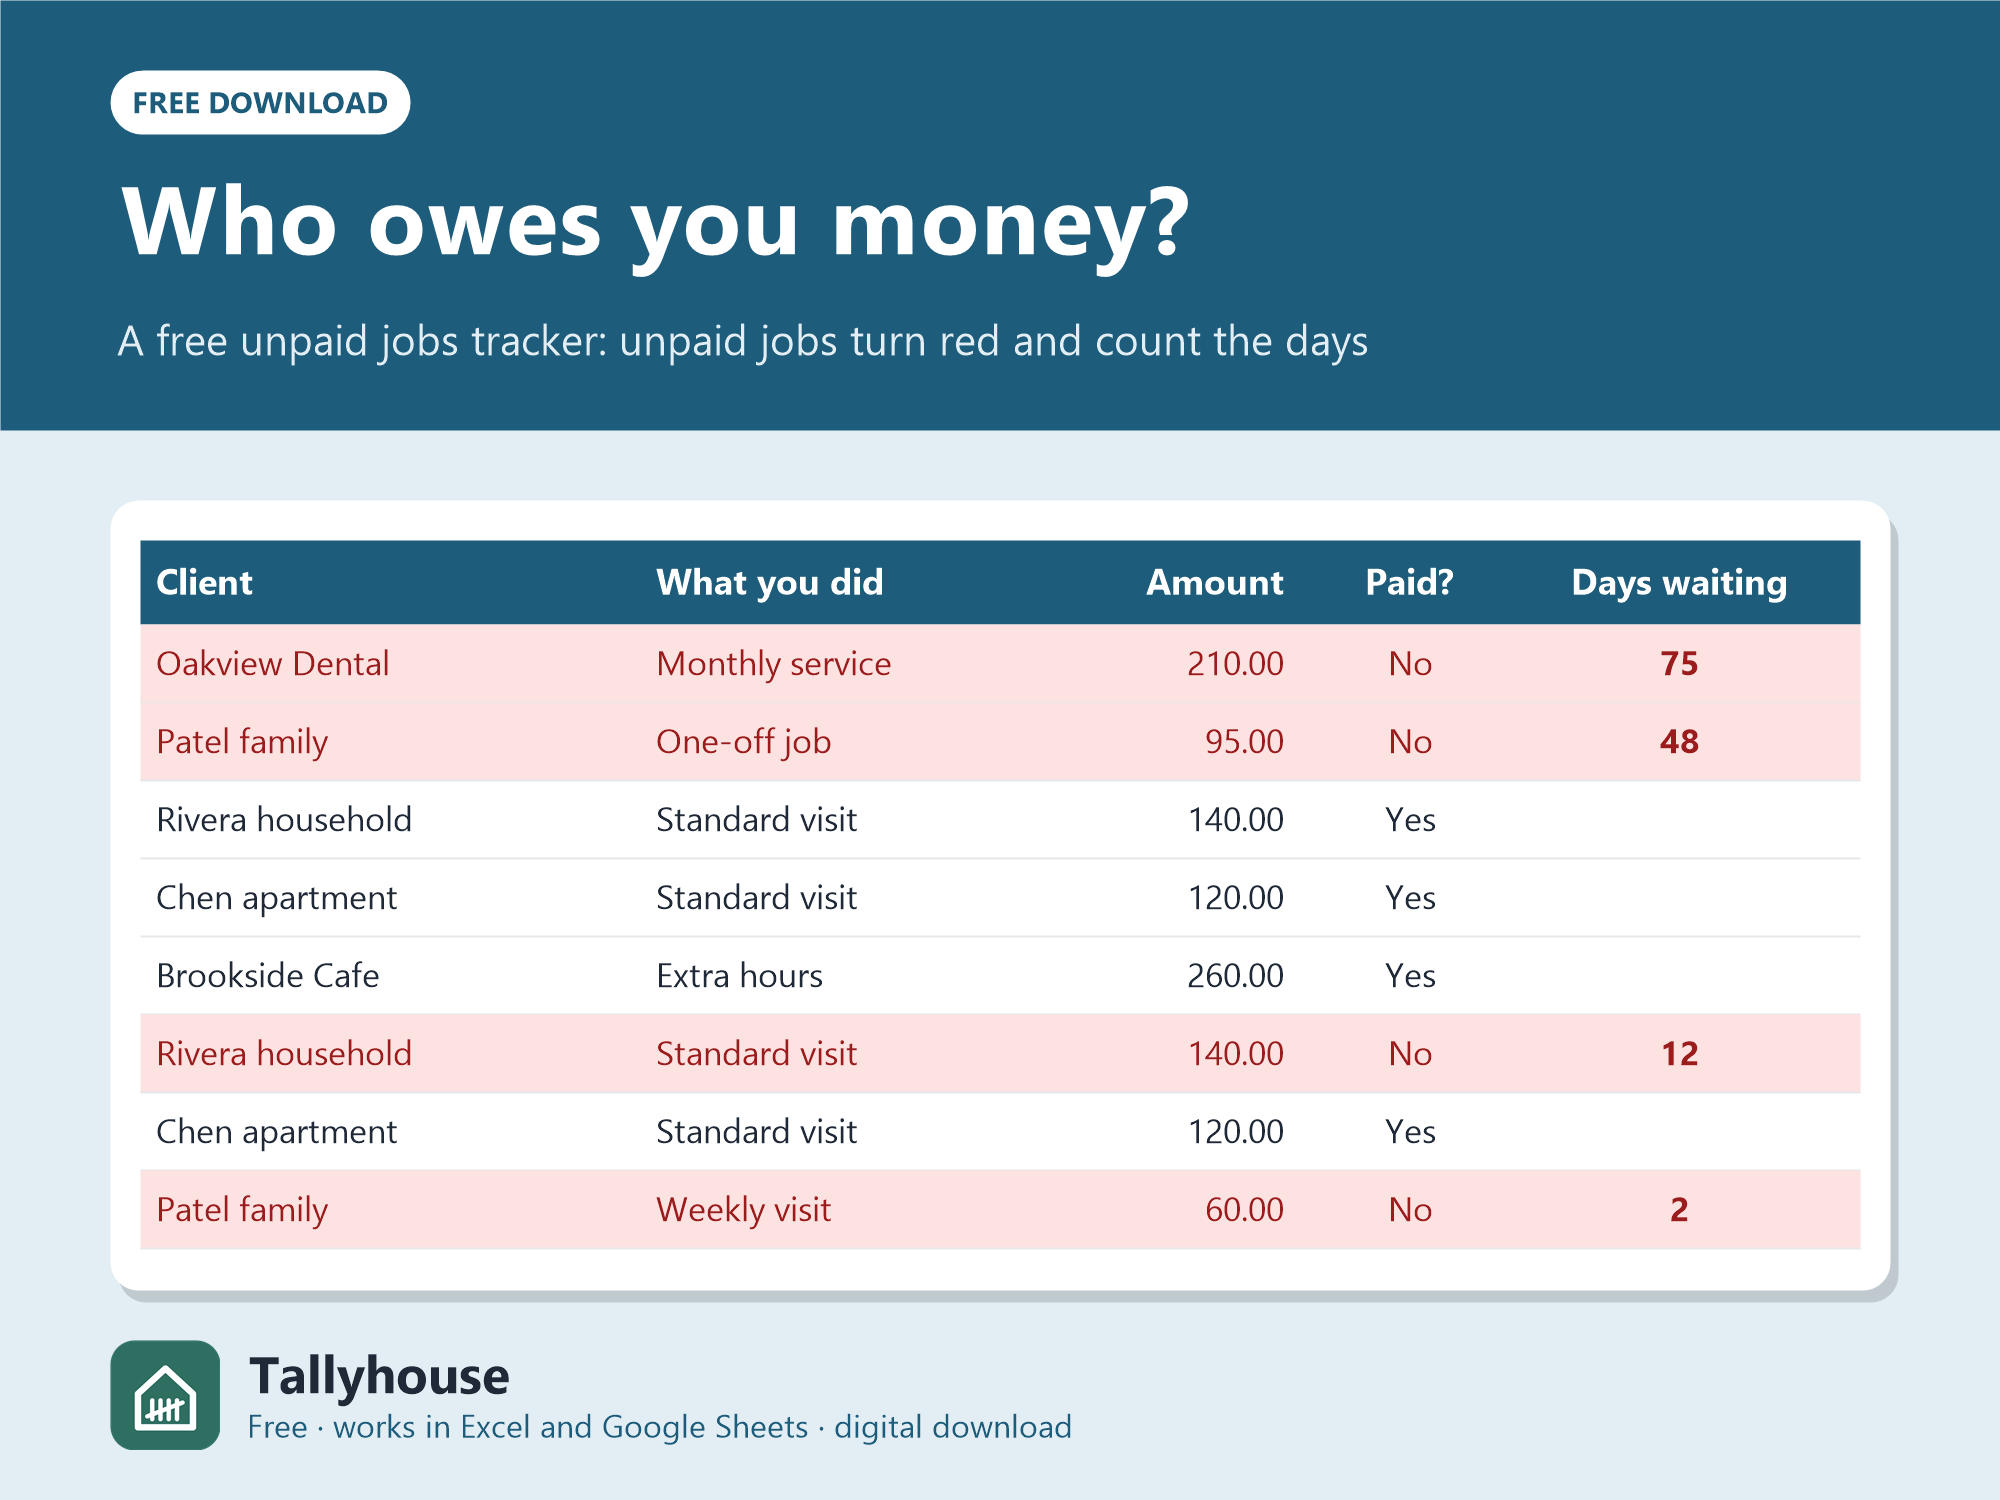 FREE DOWNLOAD
Who owes you money?
A free unpaid jobs tracker: unpaid jobs turn red and count the days
Client What you did Amount Paid? Days waiting
Oakview Dental Monthly service 210.00 No 75
Patel family One-off job 95.00 No 48
Rivera household Standard visit 140.00 Yes
Chen apartment Standard visit 120.00 Yes
Brookside Cafe Extra hours 260.00 Yes
Rivera household Standard visit 140.00 No 12
Chen apartment Standard visit 120.00 Yes
Patel family Weekly visit 60.00 No 2
Tallyhouse
Free · works in Excel and Google Sheets · digital download